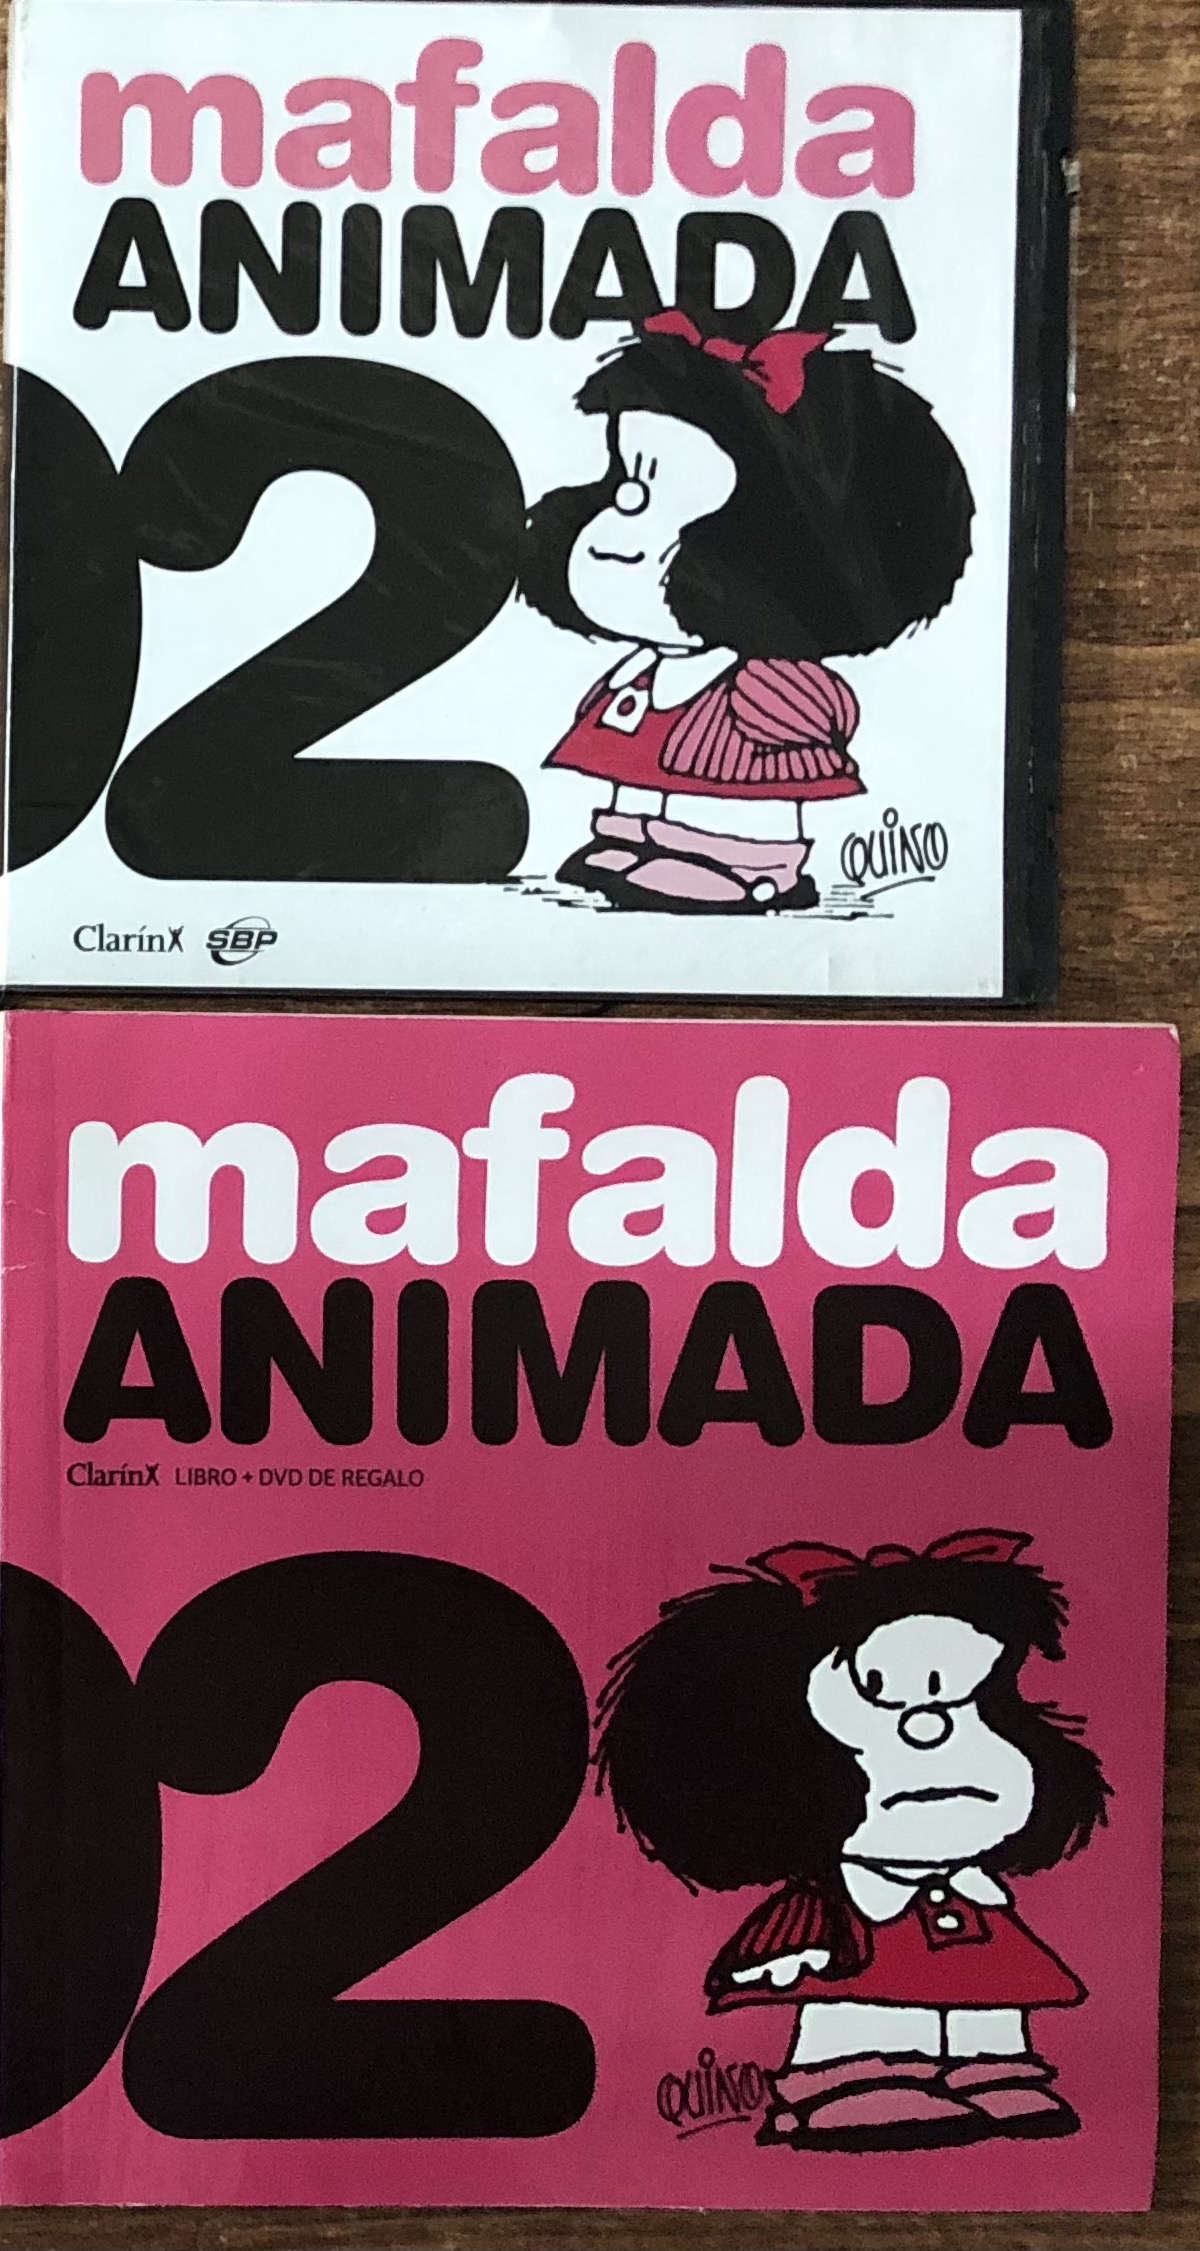 mafalda
ANIMADA
02
QUINO
Clarín SBP
mafalda
ANIMADA
Clarín LIBRO + DVD DE REGALO
02
QUINO